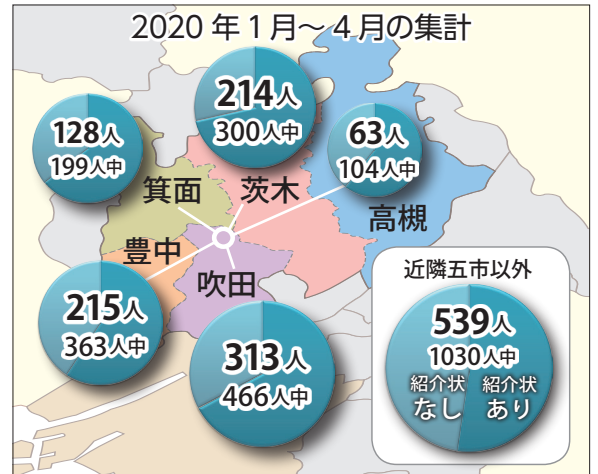 2020年1月～4月の集計
128人
199人中
214人
300人中
63人
104人中
箕面
茨木
高槻
豊中
吹田
215人
363人中
313人
466人中
近隣五市以外
539人
1030人中
紹介状 紹介状
なし あり